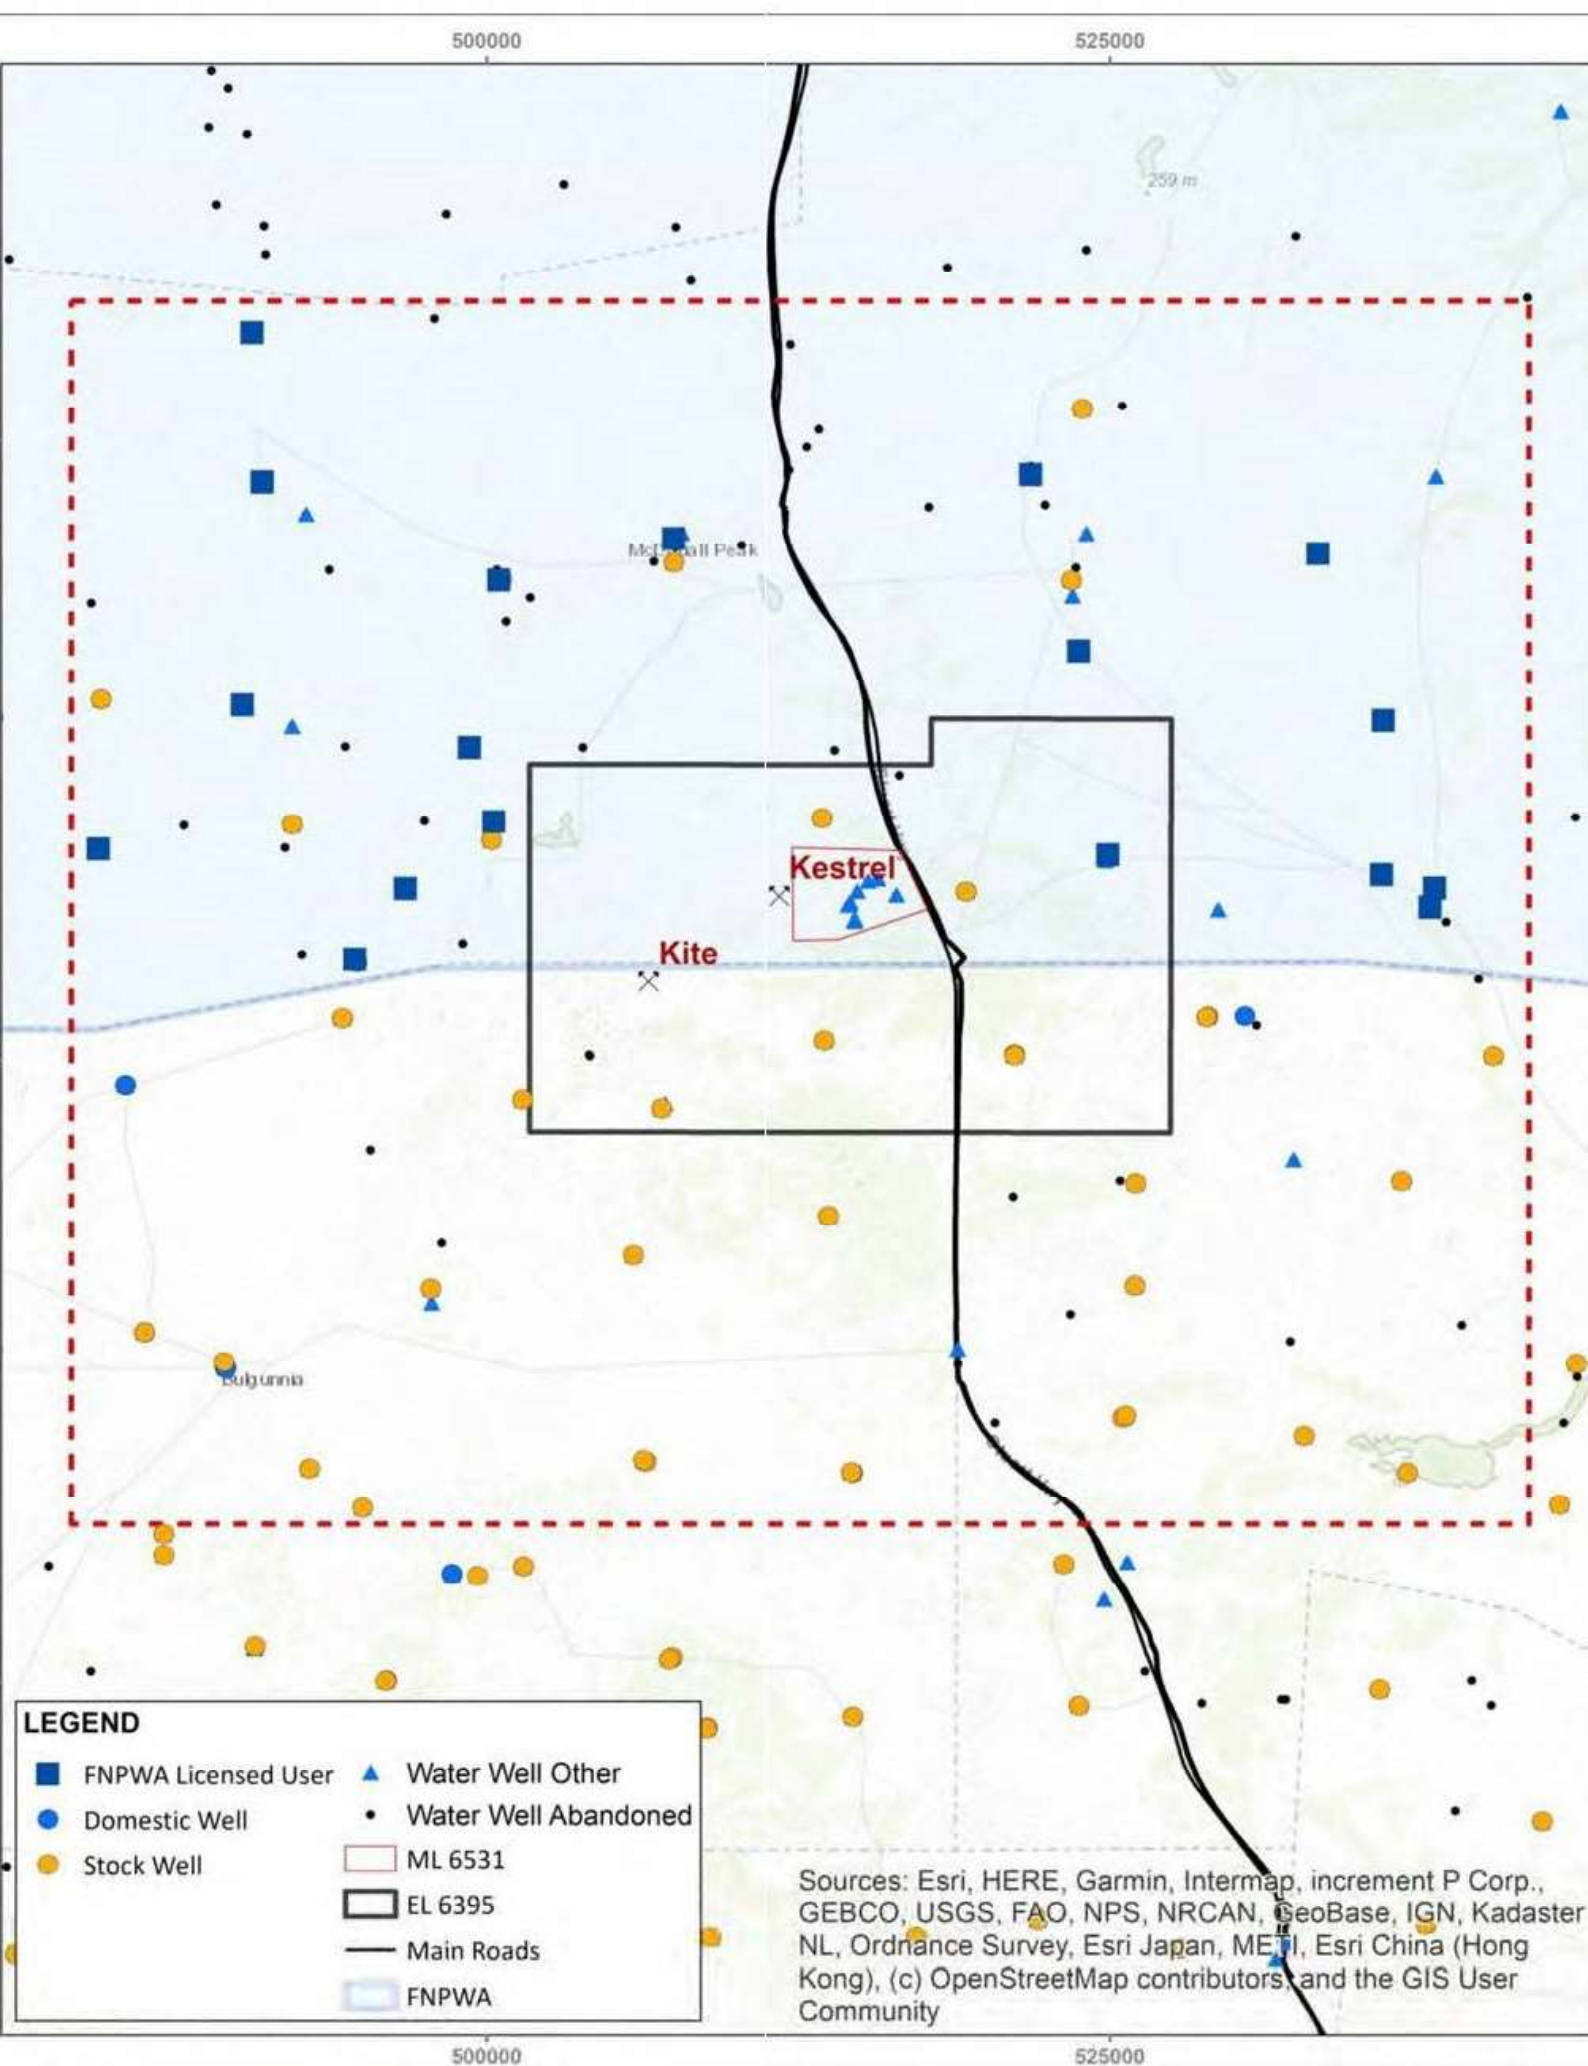 500000
525000
259 m
Kestrel
Kite
Bulgunnia
LEGEND
FNPWA Licensed User
Water Well Other
Domestic Well
Water Well Abandoned
Stock Well
ML 6531
EL 6395
Main Roads
FNPWA
Sources: Esri, HERE, Garmin, Intermap, increment P Corp.,
GEBCO, USGS, FAO, NPS, NRCAN, GeoBase, IGN, Kadaster
NL, Ordnance Survey, Esri Japan, METI, Esri China (Hong
Kong), (c) OpenStreetMap contributors, and the GIS User
Community
500000
525000